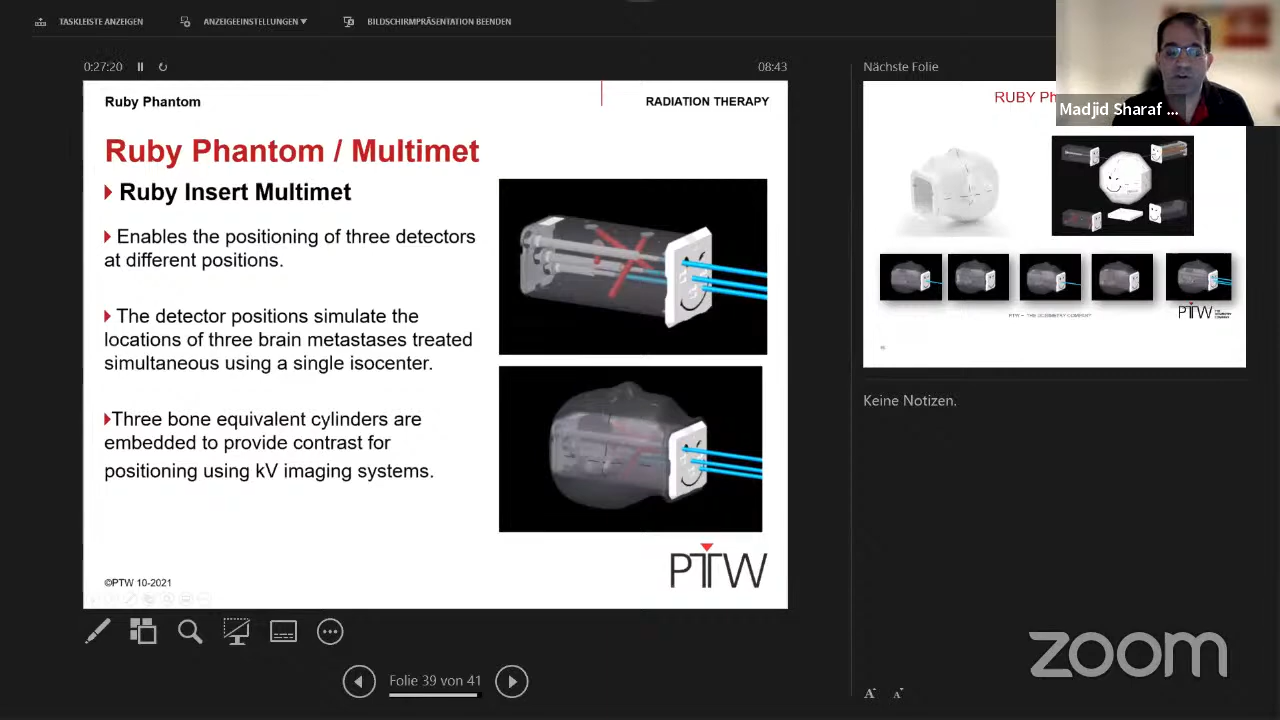 TASKLEISTE ANZEIGEN
ANZEIGEEINSTELLUNGEN ▼
BILDSCHIRMPRÄSENTATION BEENDEN
0:27:20
08:43
Ruby Phantom
RADIATION THERAPY
Ruby Phantom / Multimet
Ruby Insert Multimet
Enables the positioning of three detectors
at different positions.
The detector positions simulate the
locations of three brain metastases treated
simultaneous using a single isocenter.
Three bone equivalent cylinders are
embedded to provide contrast for
positioning using kV imaging systems.
©PTW 10-2021
PTW
Folie 39 von 41
Nächste Folie
RUBY
Madjid Sharaf ...
PTW
Keine Notizen.
A A
zoom